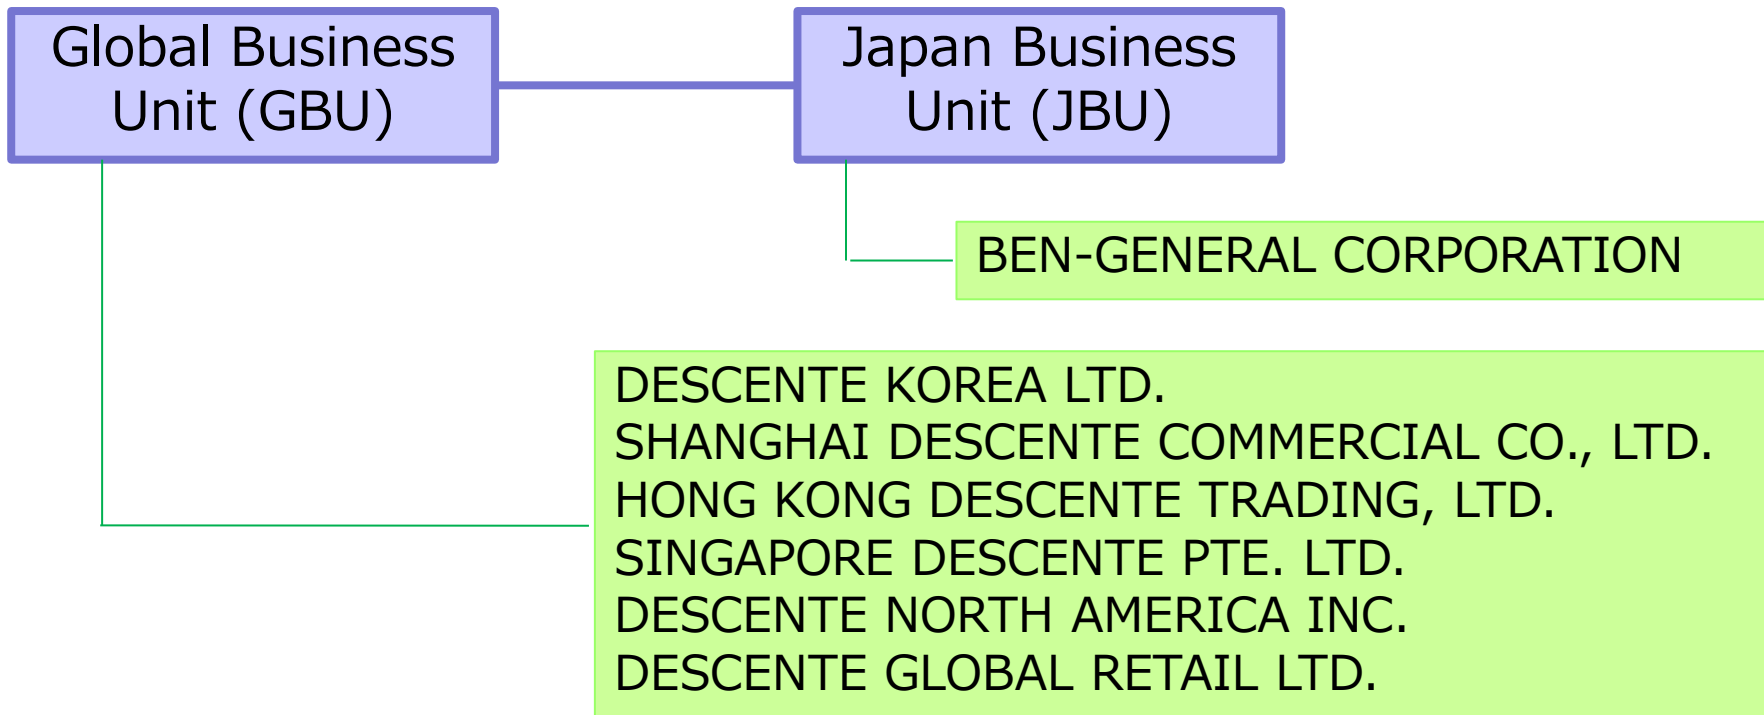 Global Business
Unit (GBU)
Japan Business
Unit (JBU)
BEN-GENERAL CORPORATION
DESCENTE KOREA LTD.
SHANGHAI DESCENTE COMMERCIAL CO., LTD.
HONG KONG DESCENTE TRADING, LTD.
SINGAPORE DESCENTE PTE. LTD.
DESCENTE NORTH AMERICA INC.
DESCENTE GLOBAL RETAIL LTD.